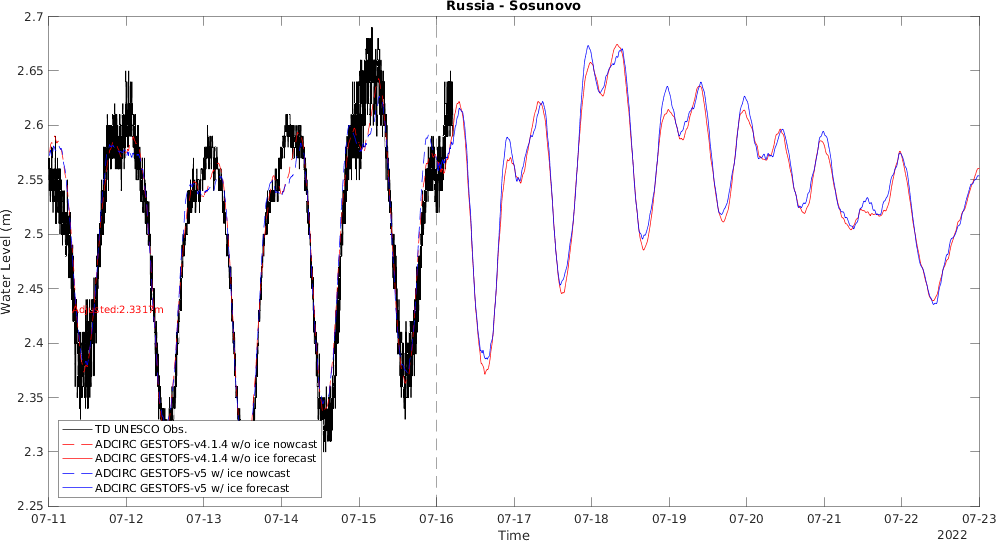 Russia - Sosunovo
2.7
2.65
2.6
2.55
2.5
2.45
2.4
2.35
2.3
2.25
Water Level (m)
Adjusted:2.3317m
TD UNESCO Obs.
ADCIRC GESTOFS-v4.1.4 w/o ice nowcast
ADCIRC GESTOFS-v4.1.4 w/o ice forecast
ADCIRC GESTOFS-v5 w/ ice nowcast
ADCIRC GESTOFS-v5 w/ ice forecast
07-11 07-12 07-13 07-14 07-15 07-16 07-17 07-18 07-19 07-20 07-21 07-22 07-23
Time
2022